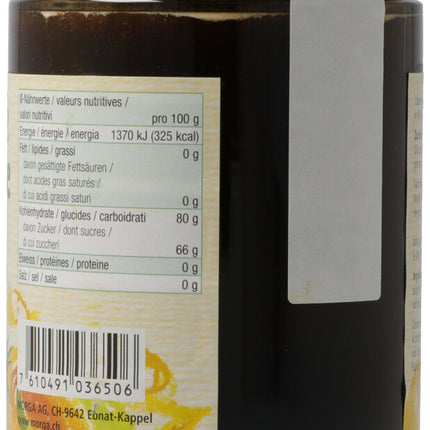 Ø-Nährwerte / valeurs nutritives /
valori nutritivi pro 100 g
Energie / énergie / energia 1370 kJ (325 kcal)
Fett / lipides / grassi 0 g
davon gesättigte Fettsäuren /
dont acides gras saturés /
di cui acidi grassi saturi 0 g
Kohlenhydrate / glucides / carboidrati 80 g
davon Zucker / dont sucres /
di cui zuccheri 66 g
Eiweiss / protéines / proteine 0 g
Salz / sel / sale 0 g
7 610491 036506
MORGA AG, CH-9642 Ebnat-Kappel
www.morga.ch